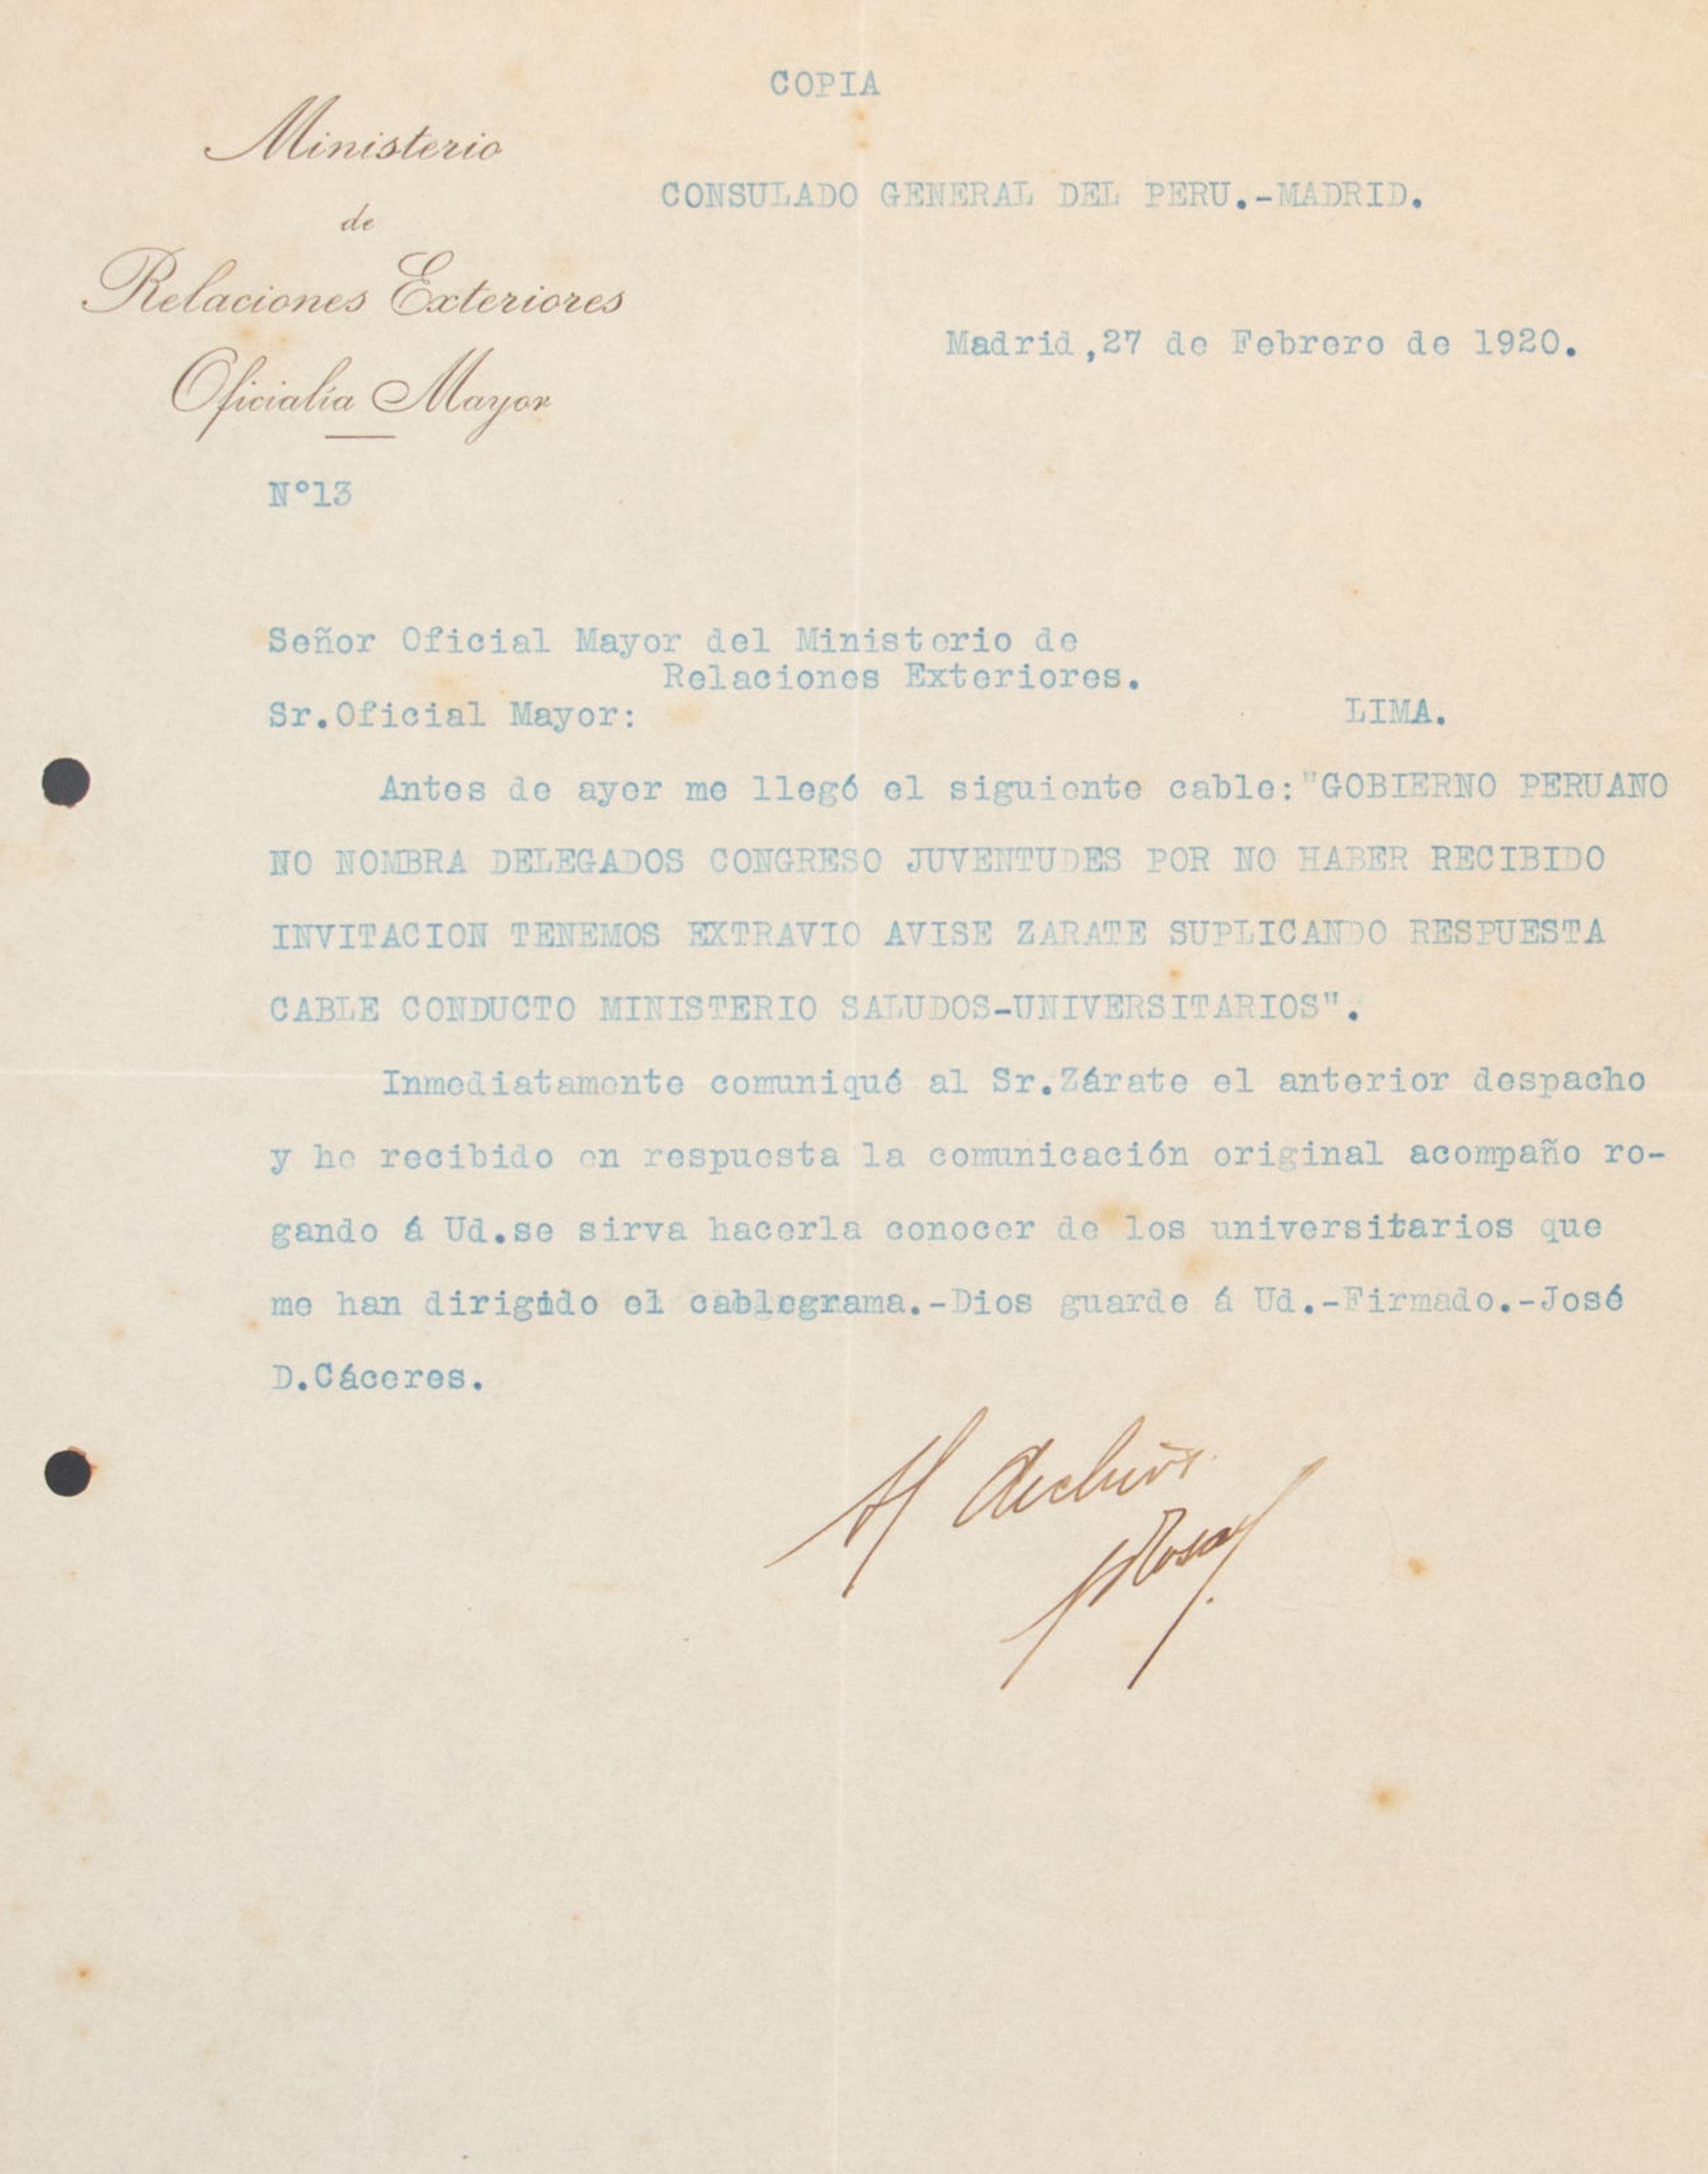 COPIA
Ministerio
de
Relaciones Exteriores
Oficialía Mayor
CONSULADO GENERAL DEL PERU.-MADRID.
Madrid,27 de Febrero de 1920.
N°13
Señor Oficial Mayor del Ministerio de
Relaciones Exteriores.
Sr.Oficial Mayor:
LIMA.
Antes de ayer me llegó el siguiente cable:"GOBIERNO PERUANO
NO NOMBRA DELEGADOS CONGRESO JUVENTUDES POR NO HABER RECIBIDO
INVITACION TENEMOS EXTRAVIO AVISE ZARATE SUPLICANDO RESPUESTA
CABLE CONDUCTO MINISTERIO SALUDOS-UNIVERSITARIOS".
Inmediatamente comuniqué al Sr.Zárate el anterior despacho
y he recibido en respuesta la comunicación original acompaño ro-
gando á Ud.se sirva hacerla conocer de los universitarios que
me han dirigido el cablegrama.-Dios guarde á Ud.-Firmado.-José
D.Cáceres.
Al Archivo